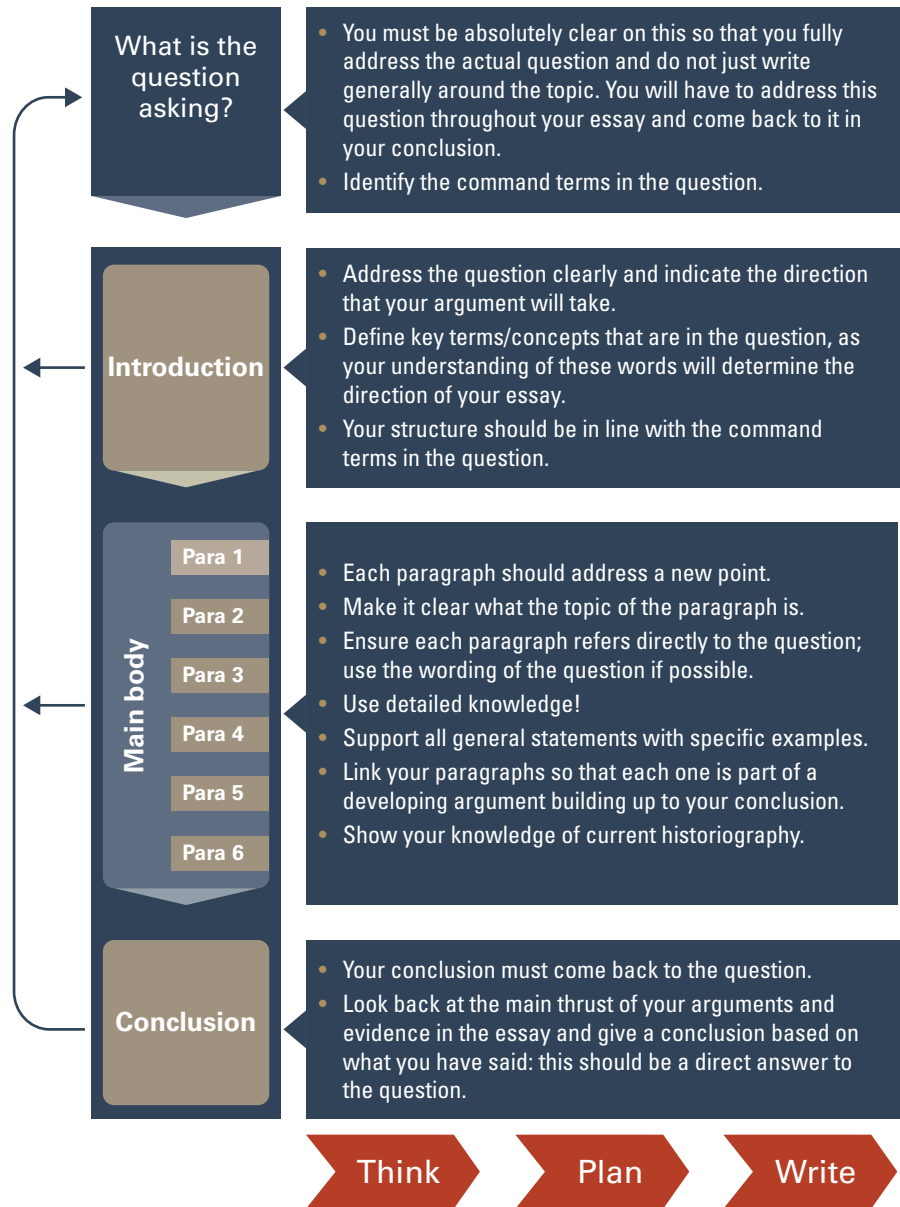 What is the
question
asking?
• You must be absolutely clear on this so that you fully
address the actual question and do not just write
generally around the topic. You will have to address this
question throughout your essay and come back to it in
your conclusion.
• Identify the command terms in the question.
Introduction
• Address the question clearly and indicate the direction
that your argument will take.
• Define key terms/concepts that are in the question, as
your understanding of these words will determine the
direction of your essay.
• Your structure should be in line with the command
terms in the question.
Main body
Para 1
Para 2
Para 3
Para 4
Para 5
Para 6
• Each paragraph should address a new point.
• Make it clear what the topic of the paragraph is.
• Ensure each paragraph refers directly to the question;
use the wording of the question if possible.
• Use detailed knowledge!
• Support all general statements with specific examples.
• Link your paragraphs so that each one is part of a
developing argument building up to your conclusion.
• Show your knowledge of current historiography.
Conclusion
• Your conclusion must come back to the question.
• Look back at the main thrust of your arguments and
evidence in the essay and give a conclusion based on
what you have said: this should be a direct answer to
the question.
Think
Plan
Write